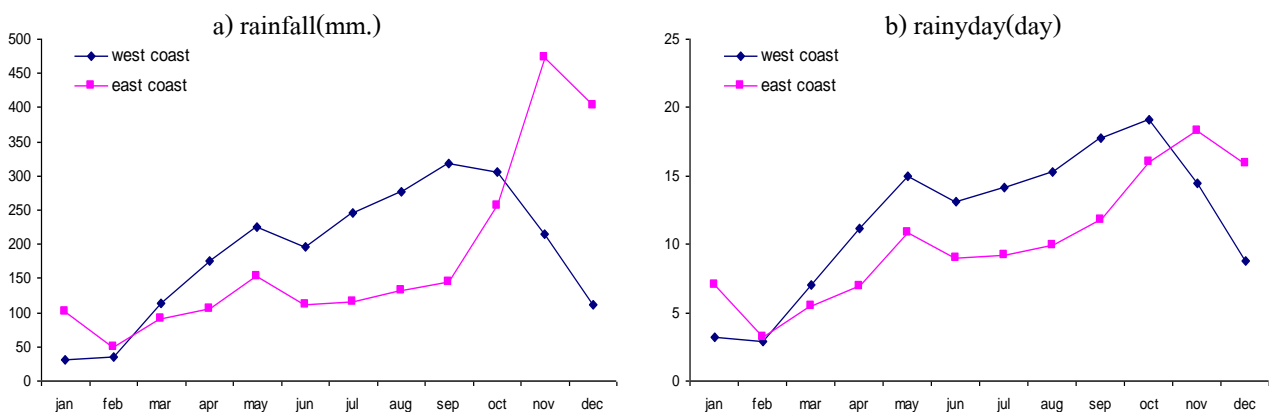 a) rainfall(mm.)
500
450
400
350
300
250
200
150
100
50
0
west coast
east coast
jan feb mar apr may jun jul aug sep oct nov dec
b) rainyday(day)
25
20
15
10
5
0
west coast
east coast
jan feb mar apr may jun jul aug sep oct nov dec